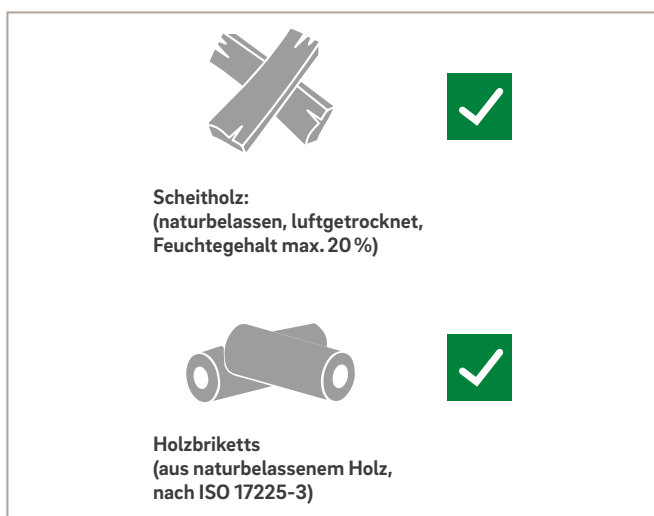 Scheitholz:
(naturbelassen, luftgetrocknet,
Feuchtegehalt max. 20 %)
Holzbriketts
(aus naturbelassenem Holz,
nach ISO 17225-3)